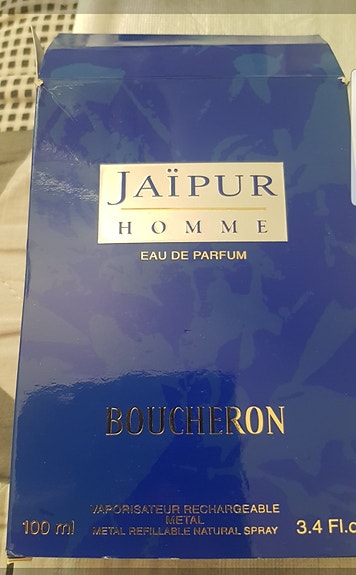 JAÏPUR
HOMME
EAU DE PARFUM
BOUCHERON
VAPORISATEUR RECHARGEABLE
METAL
100 ml METAL REFILLABLE NATURAL SPRAY 3.4 Fl.